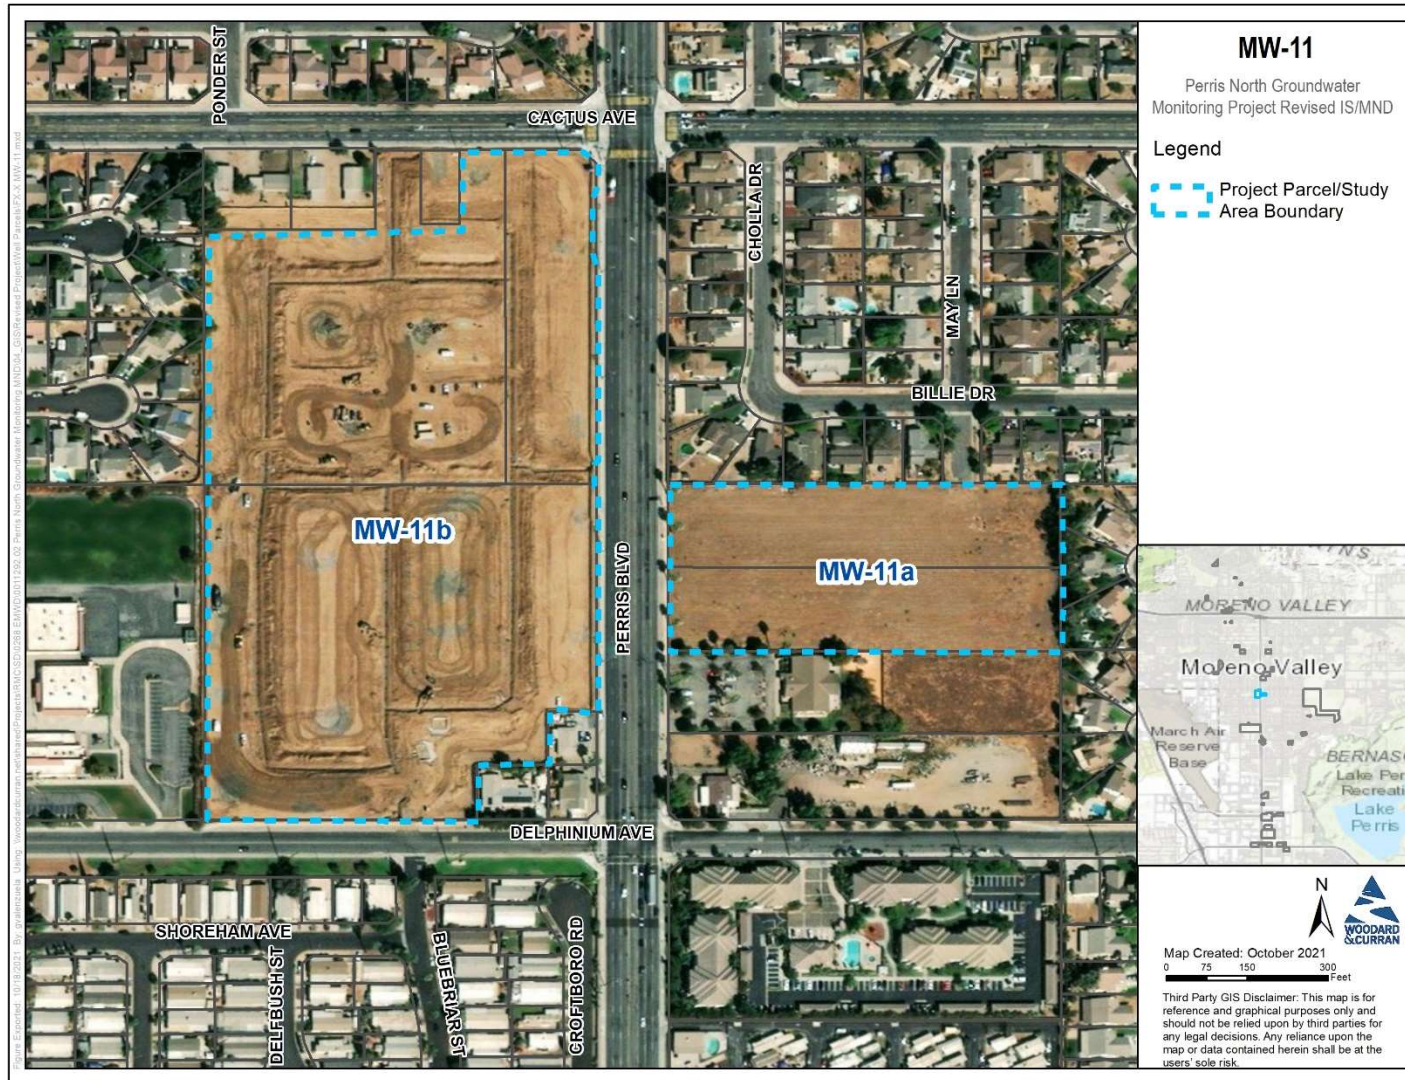 MW-11
Perris North Groundwater
Monitoring Project Revised IS/MND
Legend
Project Parcel/Study
Area Boundary
PONDER ST
CACTUS AVE
CHOLLA DR
MAY LN
BILLIE DR
MW-11b
PERRIS BLVD
MW-11a
DELPHINIUM AVE
SHOREHAM AVE
DELFBUSH ST
BLUEBRIAR ST
CROFTBORO RD
MORENO VALLEY
Moreno Valley
March Air
Reserve
Base
Lake
Perris
N
WOODARD
&CURRAN
Map Created: October 2021
0 75 150 300
Feet
Third Party GIS Disclaimer: This map is for
reference and graphical purposes only and
should not be relied upon by third parties for
any legal decisions. Any reliance upon the
map or data contained herein shall be at the
users' sole risk.